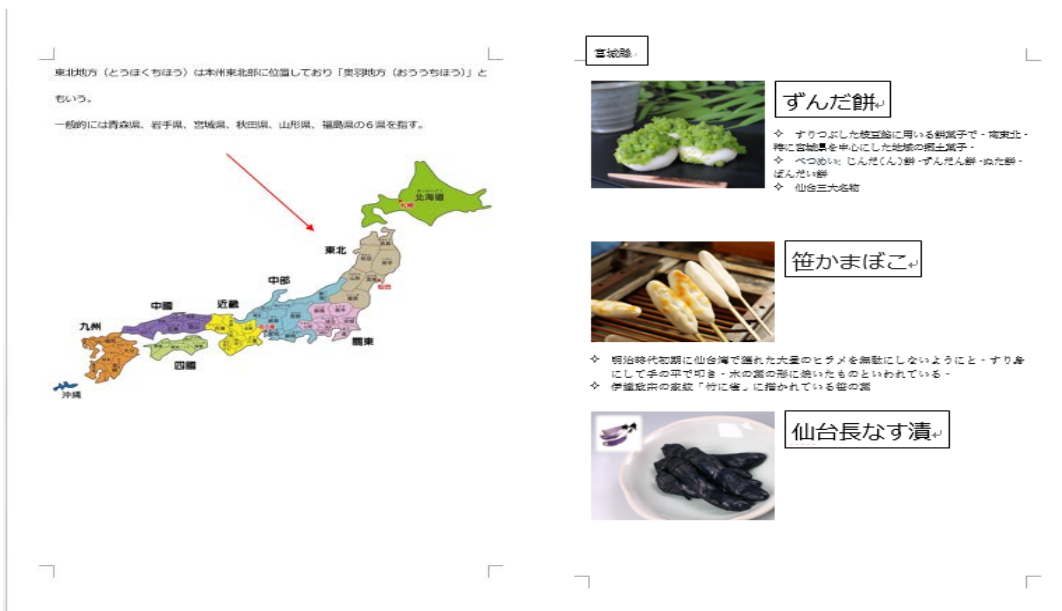 東北地方（とうほくちほう）は本州東北部に位置しており「奥羽地方（おううちほう）」と
もいう。
一般的には青森県、岩手県、宮城県、秋田県、山形県、福島県の６県を指す。
北海道
札幌
東北
仙台
中部
中國
近畿
九州
關東
四國
沖縄
宮城縣
ずんだ餅
✧ すりつぶした枝豆餡に用いる餅菓子で・南東北・
特に宮城県を中心にした地域の郷土菓子・
✧ べつめい: じんだ(ん)餅・ずんだん餅・ぬた餅・
ばんだい餅
✧ 仙台三大名物
笹かまぼこ
✧ 明治時代初期に仙台湾で獲れた大量のヒラメを無駄にしないようにと・すり身
にして手の平で叩き・木の葉の形に焼いたものといわれている・
✧ 伊達政宗の家紋「竹に雀」に描かれている笹の葉
仙台長なす漬